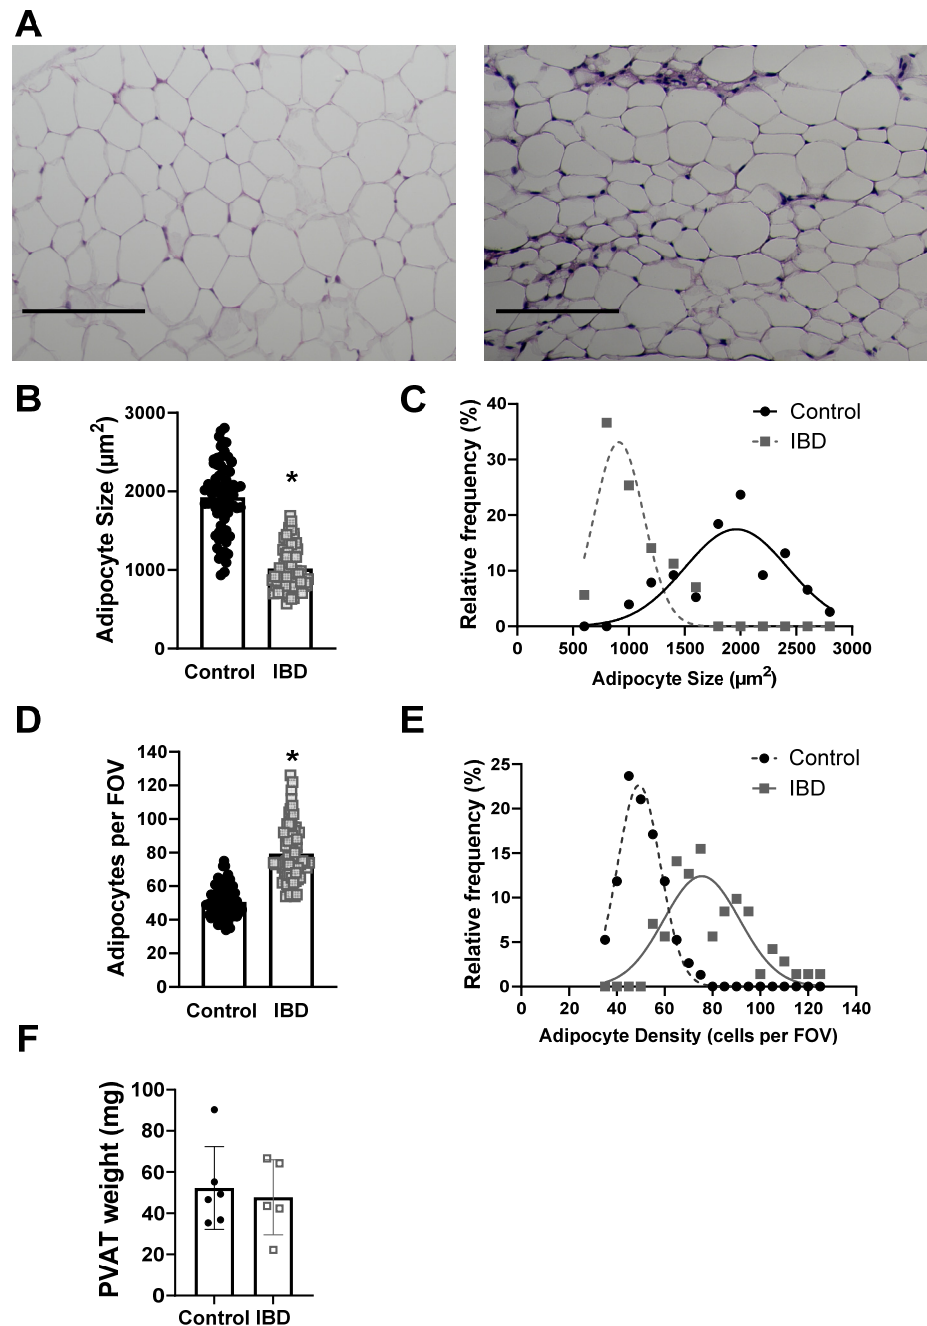 A
B
3000
2000
1000
0
Adipocyte Size (µm²)
*
Control IBD
C
40
30
20
10
0
Relative frequency (%)
Control
IBD
0 500 1000 1500 2000 2500 3000
Adipocyte Size (µm²)
D
140
120
100
80
60
40
20
0
Adipocytes per FOV
*
Control IBD
E
25
20
15
10
5
0
Relative frequency (%)
Control
IBD
0 20 40 60 80 100 120 140
Adipocyte Density (cells per FOV)
F
100
80
60
40
20
0
PVAT weight (mg)
Control IBD